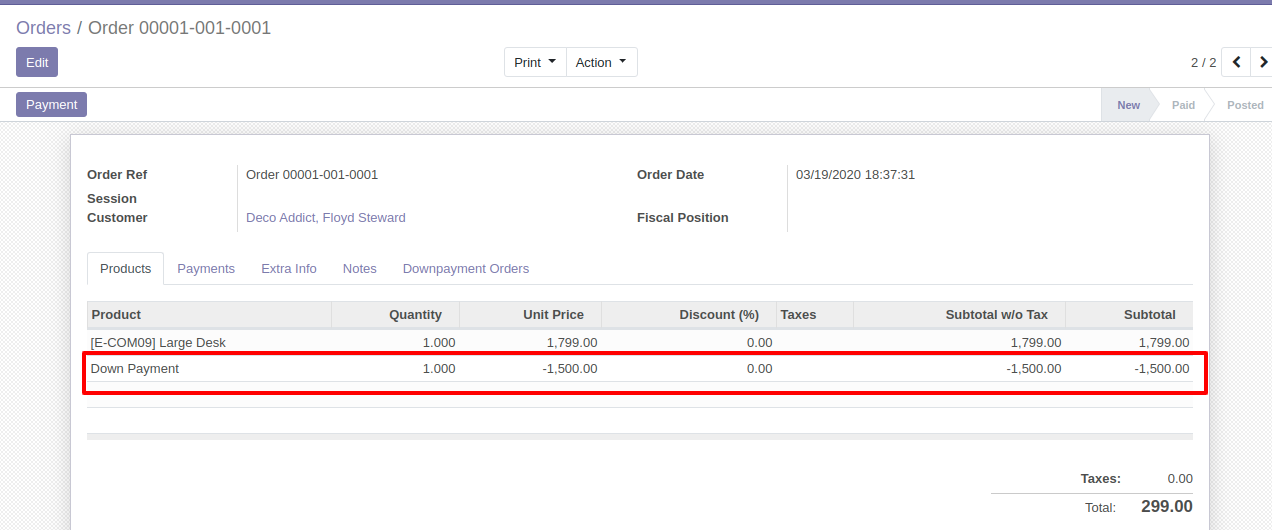 Orders / Order 00001-001-0001
Edit
Print Action
2 / 2
Payment
New Paid Posted
Order Ref Order 00001-001-0001 Order Date 03/19/2020 18:37:31
Session
Customer Deco Addict, Floyd Steward Fiscal Position
Products Payments Extra Info Notes Downpayment Orders
Product Quantity Unit Price Discount (%) Taxes Subtotal w/o Tax Subtotal
[E-COM09] Large Desk 1.000 1,799.00 0.00 1,799.00 1,799.00
Down Payment 1.000 -1,500.00 0.00 -1,500.00 -1,500.00
Taxes: 0.00
Total: 299.00